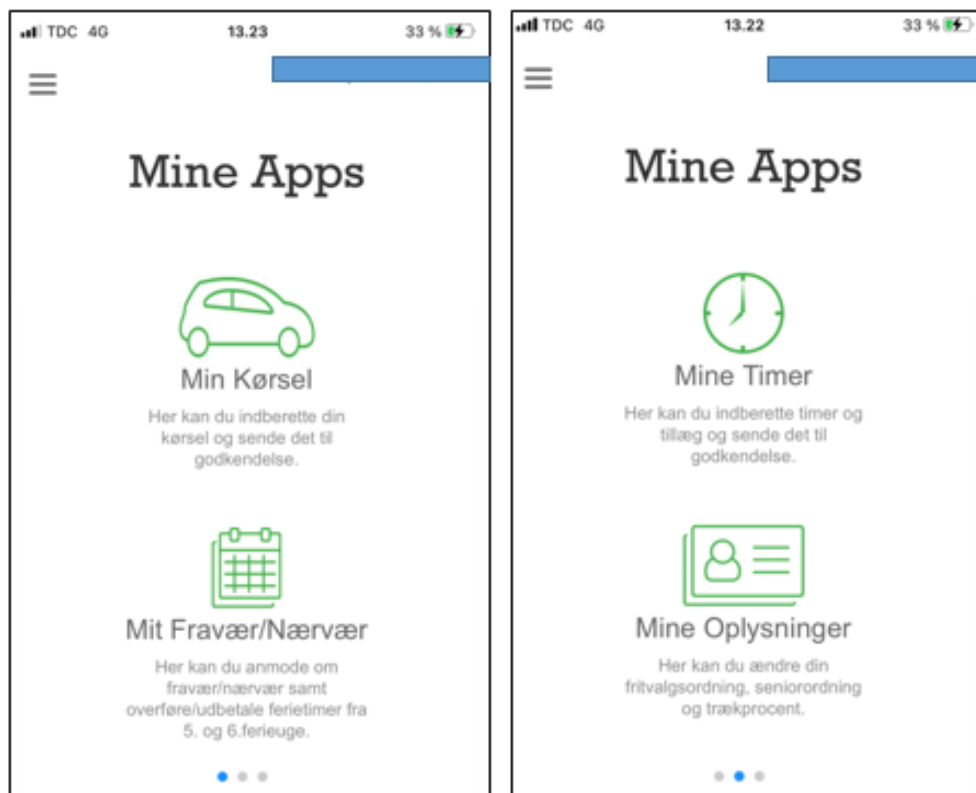 TDC 4G 13.23 33 %
Mine Apps
Min Kørsel
Her kan du indberette din
kørsel og sende det til
godkendelse.
Mit Fravær/Nærvær
Her kan du anmode om
fravær/nærvær samt
overføre/udbetale ferietimer fra
5. og 6.ferieuge.
TDC 4G 13.22 33 %
Mine Apps
Mine Timer
Her kan du indberette timer og
tillæg og sende det til
godkendelse.
Mine Oplysninger
Her kan du ændre din
fritvalgsordning, seniorordning
og trækprocent.